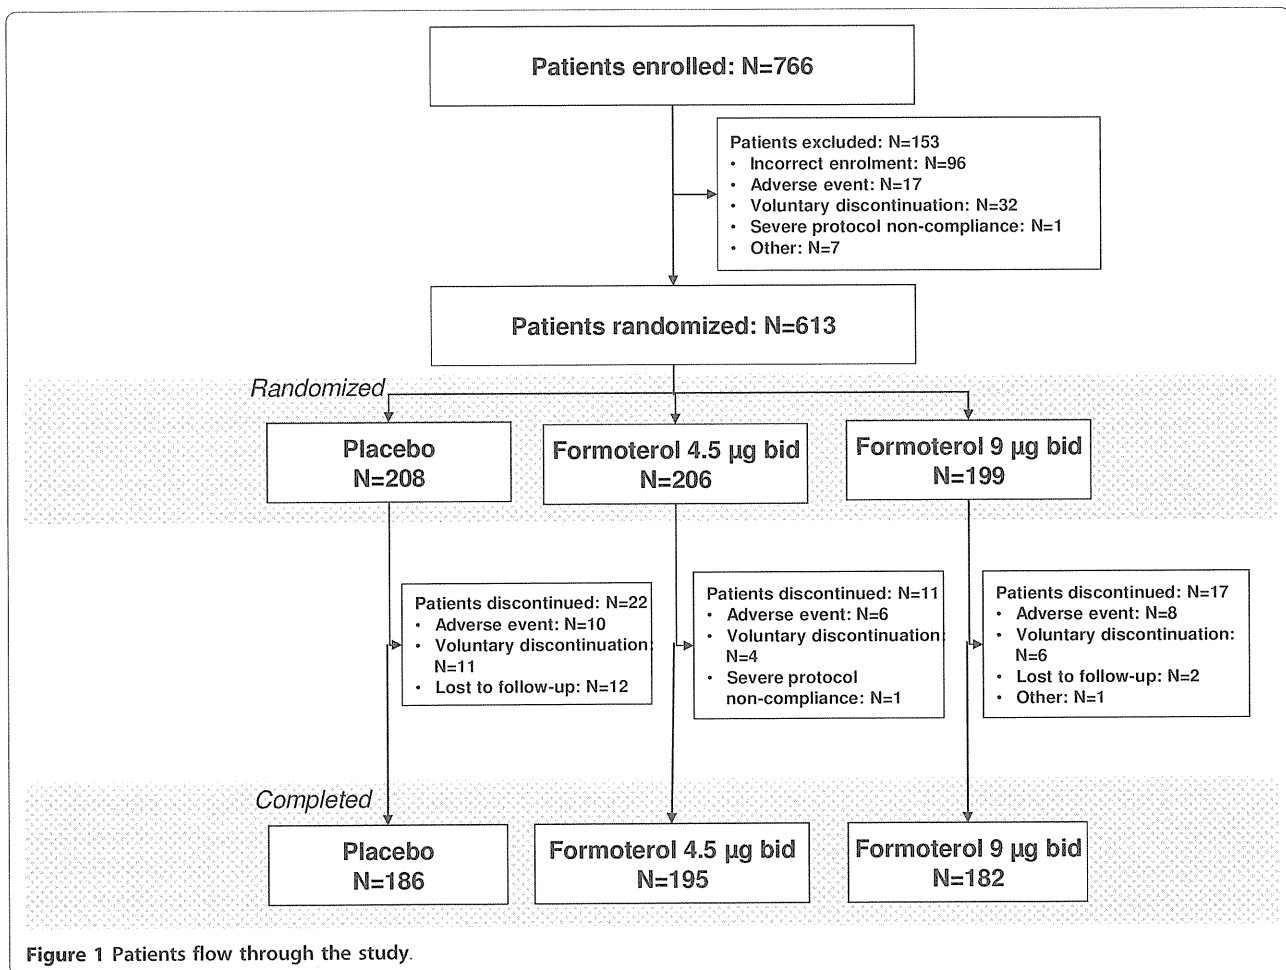 Patients enrolled: N=766
Patients excluded: N=153
• Incorrect enrolment: N=96
• Adverse event: N=17
• Voluntary discontinuation: N=32
• Severe protocol non-compliance: N=1
• Other: N=7
Patients randomized: N=613
Randomized
Placebo
N=208
Formoterol 4.5 µg bid
N=206
Formoterol 9 µg bid
N=199
Patients discontinued: N=22
• Adverse event: N=10
• Voluntary discontinuation:
N=11
• Lost to follow-up: N=12
Patients discontinued: N=11
• Adverse event: N=6
• Voluntary discontinuation:
N=4
• Severe protocol
non-compliance: N=1
Patients discontinued: N=17
• Adverse event: N=8
• Voluntary discontinuation:
N=6
• Lost to follow-up: N=2
• Other: N=1
Completed
Placebo
N=186
Formoterol 4.5 µg bid
N=195
Formoterol 9 µg bid
N=182
Figure 1 Patients flow through the study.